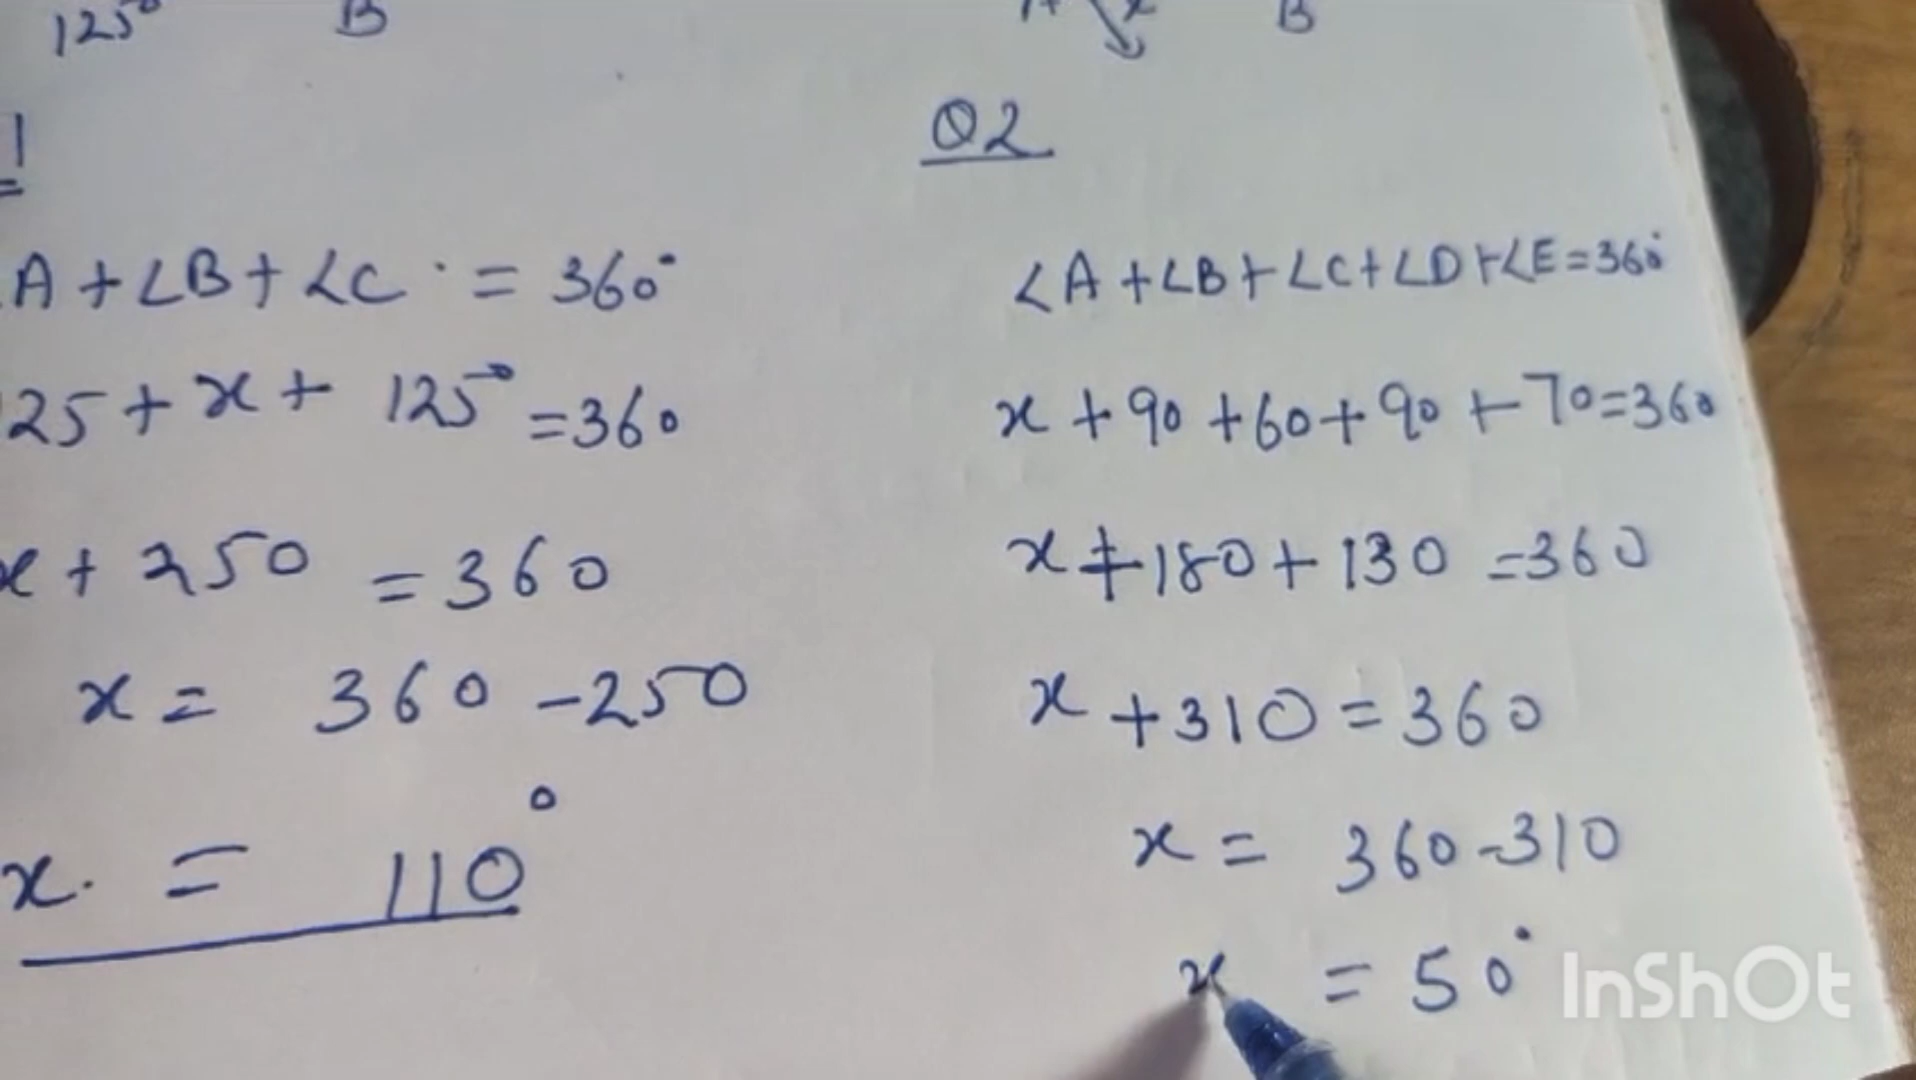 125° B
1
A + ∠B + ∠C = 360°
25 + x + 125° = 360
x + 250 = 360
x = 360 - 250
x = 110°
x B
Q2
∠A + ∠B + ∠C + ∠D + ∠E = 360°
x + 90 + 60 + 90 + 70 = 360
x + 180 + 130 = 360
x + 310 = 360
x = 360 - 310
x = 50°
InShOt